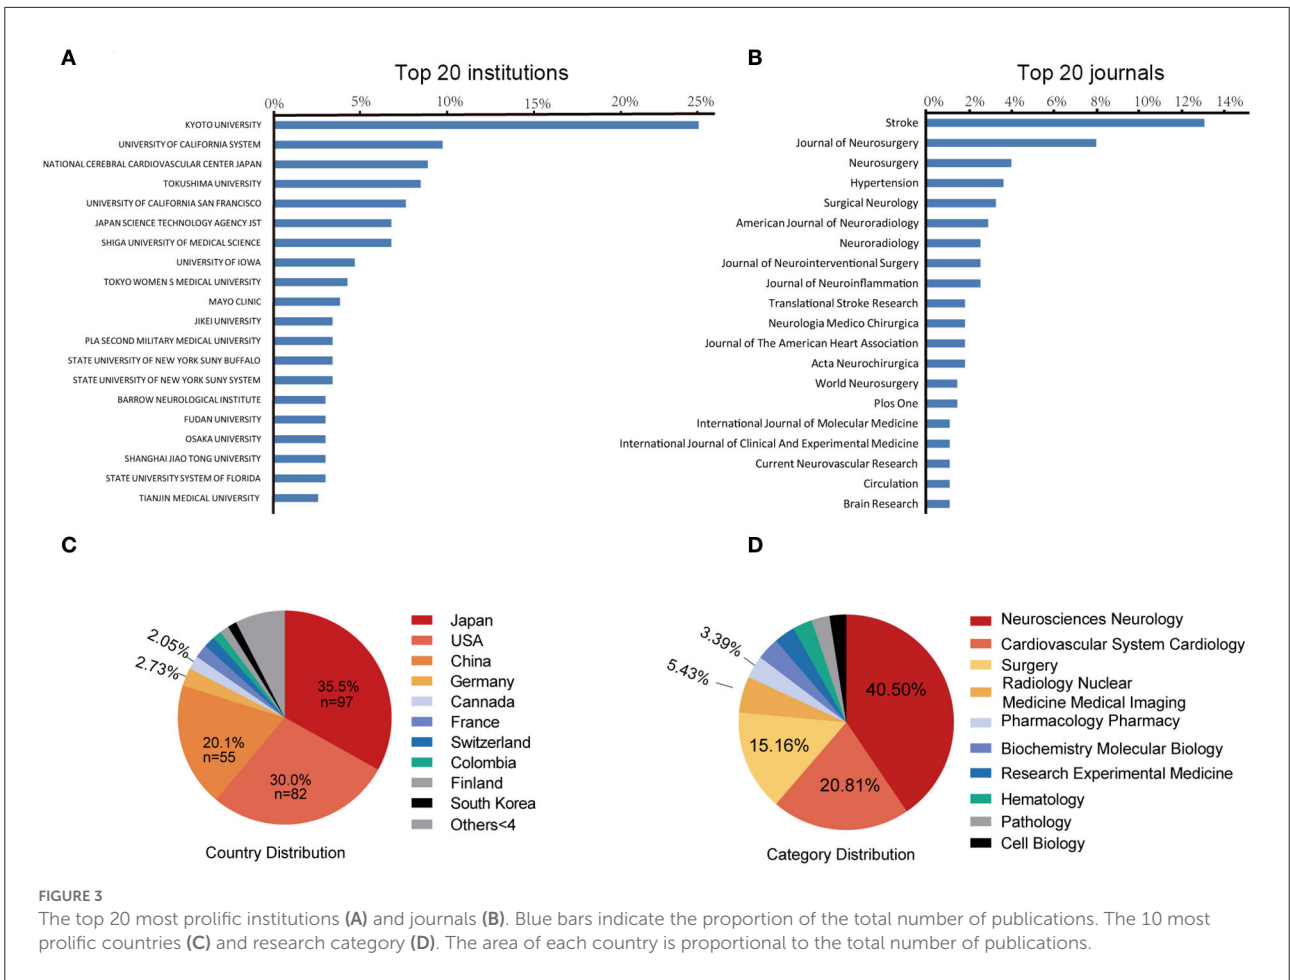 A
Top 20 institutions
0% 5% 10% 15% 20% 25%
KYOTO UNIVERSITY
UNIVERSITY OF CALIFORNIA SYSTEM
NATIONAL CEREBRAL CARDIOVASCULAR CENTER JAPAN
TOKUSHIMA UNIVERSITY
UNIVERSITY OF CALIFORNIA SAN FRANCISCO
JAPAN SCIENCE TECHNOLOGY AGENCY JST
SHIGA UNIVERSITY OF MEDICAL SCIENCE
UNIVERSITY OF IOWA
TOKYO WOMEN S MEDICAL UNIVERSITY
MAYO CLINIC
JIKEI UNIVERSITY
PLA SECOND MILITARY MEDICAL UNIVERSITY
STATE UNIVERSITY OF NEW YORK SUNY BUFFALO
STATE UNIVERSITY OF NEW YORK SUNY SYSTEM
BARROW NEUROLOGICAL INSTITUTE
FUDAN UNIVERSITY
OSAKA UNIVERSITY
SHANGHAI JIAO TONG UNIVERSITY
STATE UNIVERSITY SYSTEM OF FLORIDA
TIANJIN MEDICAL UNIVERSITY
B
Top 20 journals
0% 2% 4% 6% 8% 10% 12% 14%
Stroke
Journal of Neurosurgery
Neurosurgery
Hypertension
Surgical Neurology
American Journal of Neuroradiology
Neuroradiology
Journal of Neurointerventional Surgery
Journal of Neuroinflammation
Translational Stroke Research
Neurologia Medico Chirurgica
Journal of The American Heart Association
Acta Neurochirurgica
World Neurosurgery
Plos One
International Journal of Molecular Medicine
International Journal of Clinical And Experimental Medicine
Current Neurovascular Research
Circulation
Brain Research
C
2.05%
2.73%
35.5%
n=97
20.1%
n=55
30.0%
n=82
Japan
USA
China
Germany
Cannada
France
Switzerland
Colombia
Finland
South Korea
Others<4
Country Distribution
D
3.39%
5.43%
40.50%
15.16%
20.81%
Neurosciences Neurology
Cardiovascular System Cardiology
Surgery
Radiology Nuclear
Medicine Medical Imaging
Pharmacology Pharmacy
Biochemistry Molecular Biology
Research Experimental Medicine
Hematology
Pathology
Cell Biology
Category Distribution
FIGURE 3
The top 20 most prolific institutions (A) and journals (B). Blue bars indicate the proportion of the total number of publications. The 10 most
prolific countries (C) and research category (D). The area of each country is proportional to the total number of publications.